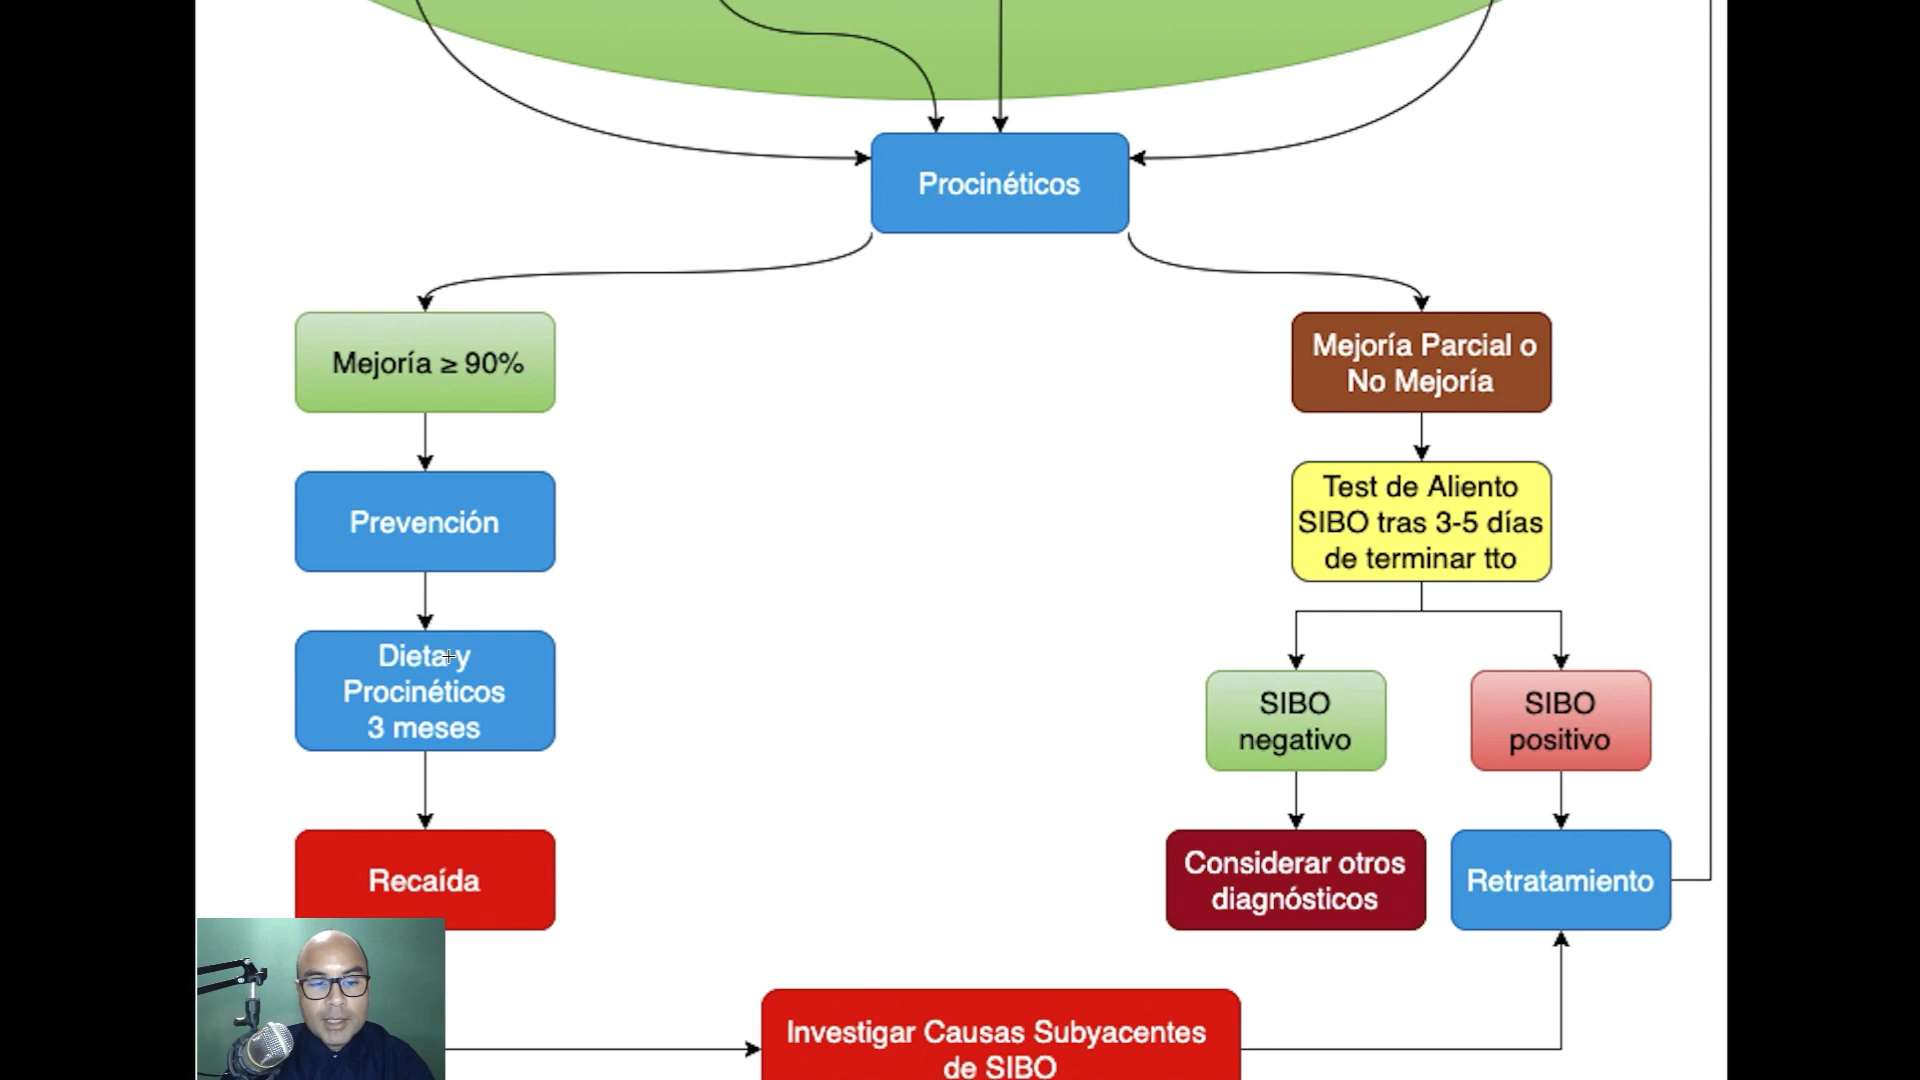 Procinéticos
Mejoría ≥ 90%
Mejoría Parcial o
No Mejoría
Prevención
Test de Aliento
SIBO tras 3-5 días
de terminar tto
Dieta y
Procinéticos
3 meses
SIBO
negativo
SIBO
positivo
Recaída
Considerar otros
diagnósticos
Retratamiento
Investigar Causas Subyacentes
de SIBO